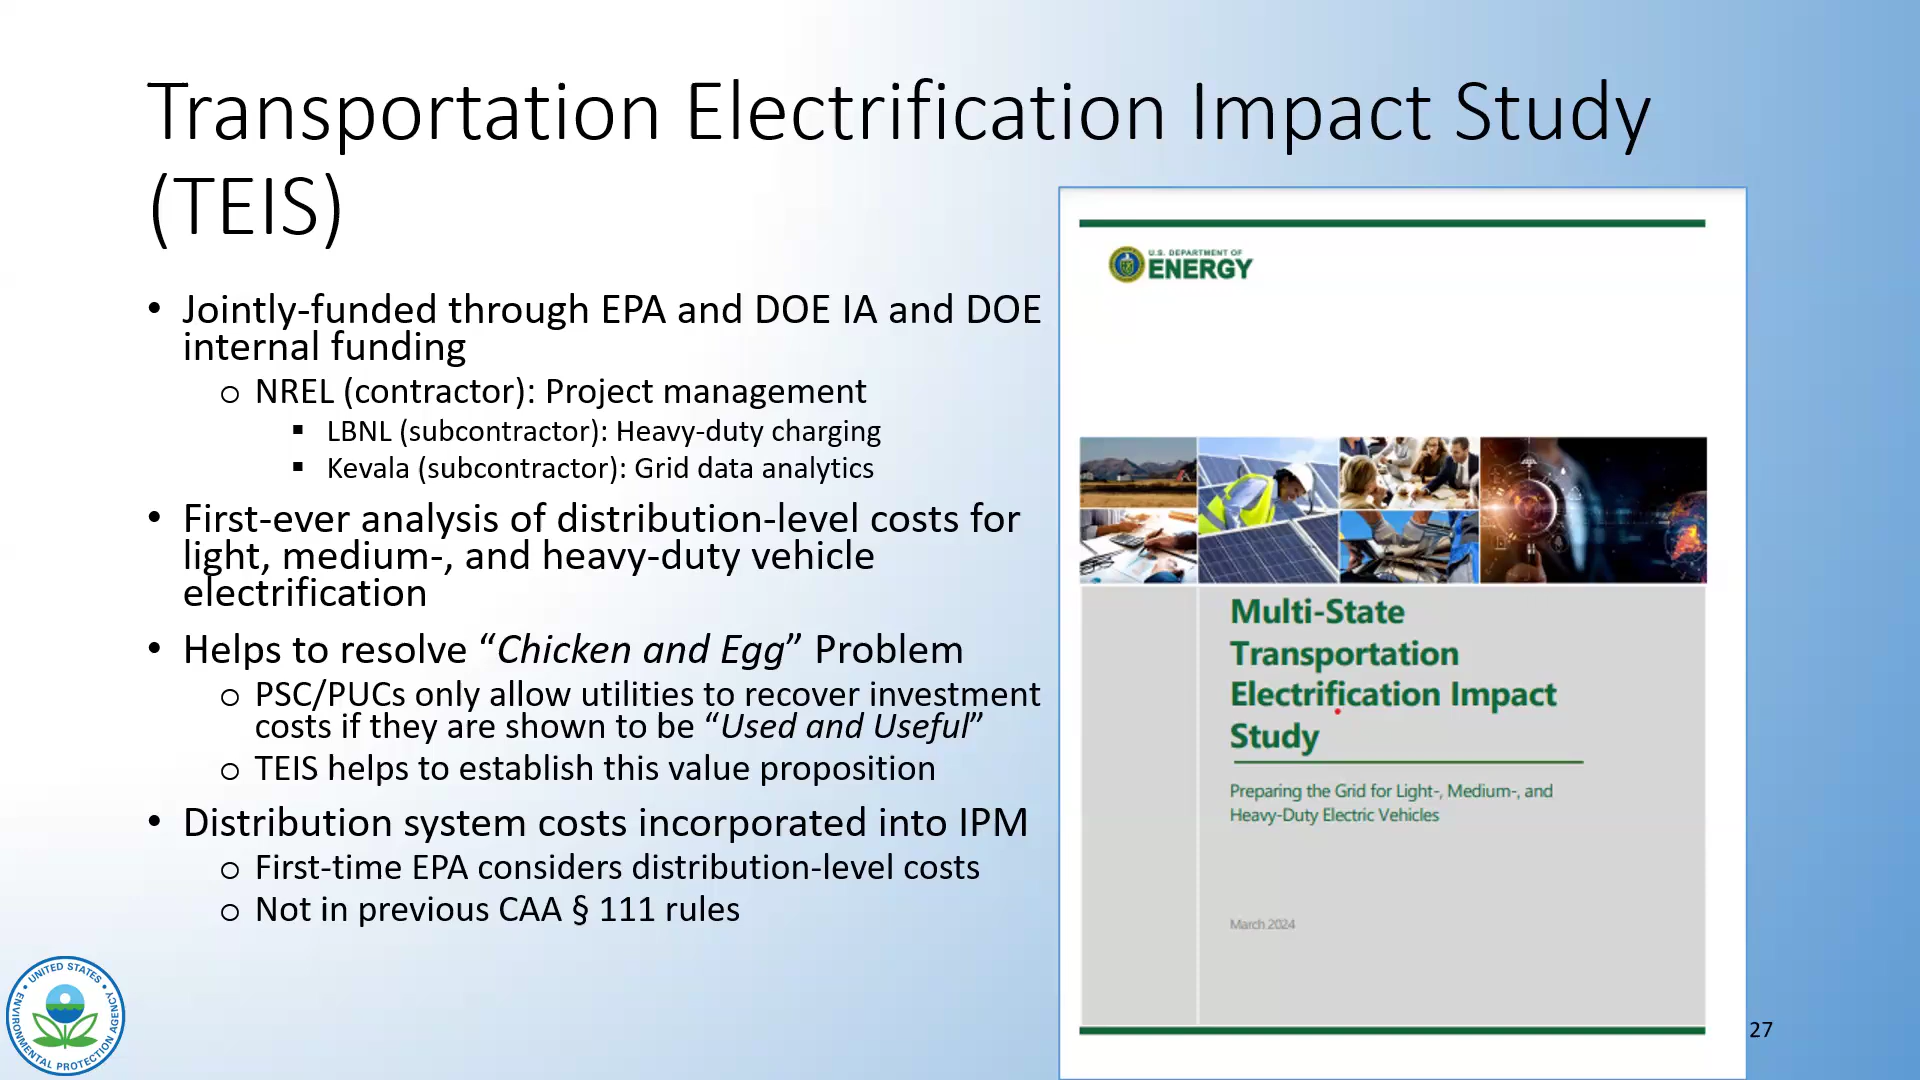 Transportation Electrification Impact Study
(TEIS)
• Jointly-funded through EPA and DOE IA and DOE
internal funding
o NREL (contractor): Project management
▪ LBNL (subcontractor): Heavy-duty charging
▪ Kevala (subcontractor): Grid data analytics
• First-ever analysis of distribution-level costs for
light, medium-, and heavy-duty vehicle
electrification
• Helps to resolve “Chicken and Egg” Problem
o PSC/PUCs only allow utilities to recover investment
costs if they are shown to be “Used and Useful”
o TEIS helps to establish this value proposition
• Distribution system costs incorporated into IPM
o First-time EPA considers distribution-level costs
o Not in previous CAA § 111 rules
U.S. DEPARTMENT OF
ENERGY
Multi-State
Transportation
Electrification Impact
Study
Preparing the Grid for Light-, Medium-, and
Heavy-Duty Electric Vehicles
March 2024
UNITED STATES
ENVIRONMENTAL PROTECTION AGENCY
27